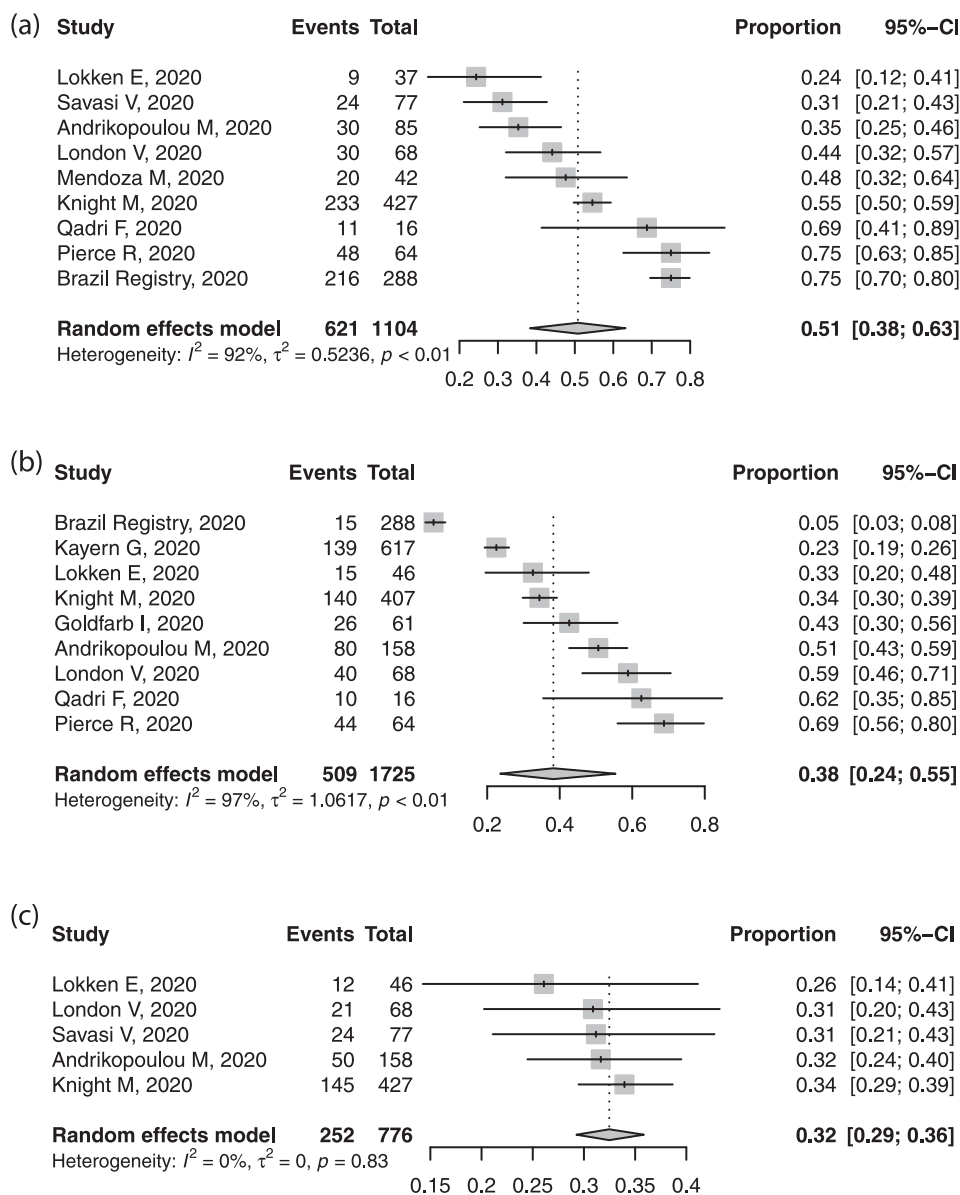 (a) Study Events Total Proportion 95%−CI
Lokken E, 2020 9 37 0.24 [0.12; 0.41]
Savasi V, 2020 24 77 0.31 [0.21; 0.43]
Andrikopoulou M, 2020 30 85 0.35 [0.25; 0.46]
London V, 2020 30 68 0.44 [0.32; 0.57]
Mendoza M, 2020 20 42 0.48 [0.32; 0.64]
Knight M, 2020 233 427 0.55 [0.50; 0.59]
Qadri F, 2020 11 16 0.69 [0.41; 0.89]
Pierce R, 2020 48 64 0.75 [0.63; 0.85]
Brazil Registry, 2020 216 288 0.75 [0.70; 0.80]
Random effects model 621 1104 0.51 [0.38; 0.63]
Heterogeneity: I² = 92%, τ² = 0.5236, p < 0.01
0.2 0.3 0.4 0.5 0.6 0.7 0.8
(b) Study Events Total Proportion 95%−CI
Brazil Registry, 2020 15 288 0.05 [0.03; 0.08]
Kayern G, 2020 139 617 0.23 [0.19; 0.26]
Lokken E, 2020 15 46 0.33 [0.20; 0.48]
Knight M, 2020 140 407 0.34 [0.30; 0.39]
Goldfarb I, 2020 26 61 0.43 [0.30; 0.56]
Andrikopoulou M, 2020 80 158 0.51 [0.43; 0.59]
London V, 2020 40 68 0.59 [0.46; 0.71]
Qadri F, 2020 10 16 0.62 [0.35; 0.85]
Pierce R, 2020 44 64 0.69 [0.56; 0.80]
Random effects model 509 1725 0.38 [0.24; 0.55]
Heterogeneity: I² = 97%, τ² = 1.0617, p < 0.01
0.2 0.4 0.6 0.8
(c) Study Events Total Proportion 95%−CI
Lokken E, 2020 12 46 0.26 [0.14; 0.41]
London V, 2020 21 68 0.31 [0.20; 0.43]
Savasi V, 2020 24 77 0.31 [0.21; 0.43]
Andrikopoulou M, 2020 50 158 0.32 [0.24; 0.40]
Knight M, 2020 145 427 0.34 [0.29; 0.39]
Random effects model 252 776 0.32 [0.29; 0.36]
Heterogeneity: I² = 0%, τ² = 0, p = 0.83
0.15 0.2 0.25 0.3 0.35 0.4